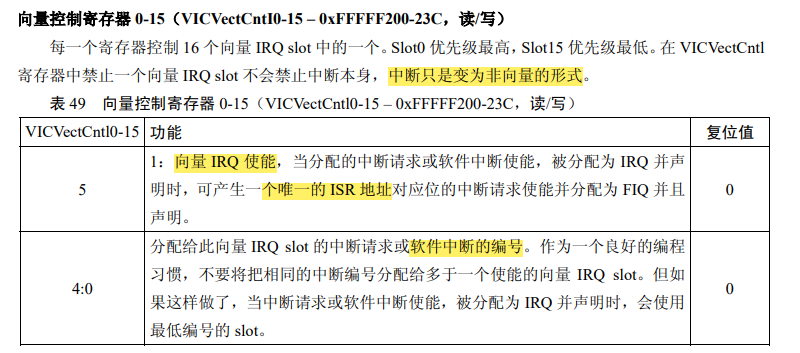 向量控制寄存器 0-15（VICVectCntl0-15 – 0xFFFFF200-23C，读/写）
每一个寄存器控制 16 个向量 IRQ slot 中的一个。Slot0 优先级最高，Slot15 优先级最低。在 VICVectCntl
寄存器中禁止一个向量 IRQ slot 不会禁止中断本身，中断只是变为非向量的形式。
表 49 向量控制寄存器 0-15（VICVectCntl0-15 – 0xFFFFF200-23C，读/写）
VICVectCntl0-15 功能 复位值
5
1：向量 IRQ 使能，当分配的中断请求或软件中断使能，被分配为 IRQ 并声
明时，可产生一个唯一的 ISR 地址对应位的中断请求使能并分配为 FIQ 并且
声明。
0
4:0
分配给此向量 IRQ slot 的中断请求或软件中断的编号。作为一个良好的编程
习惯，不要将把相同的中断编号分配给多于一个使能的向量 IRQ slot。但如
果这样做了，当中断请求或软件中断使能，被分配为 IRQ 并声明时，会使用
最低编号的 slot。
0